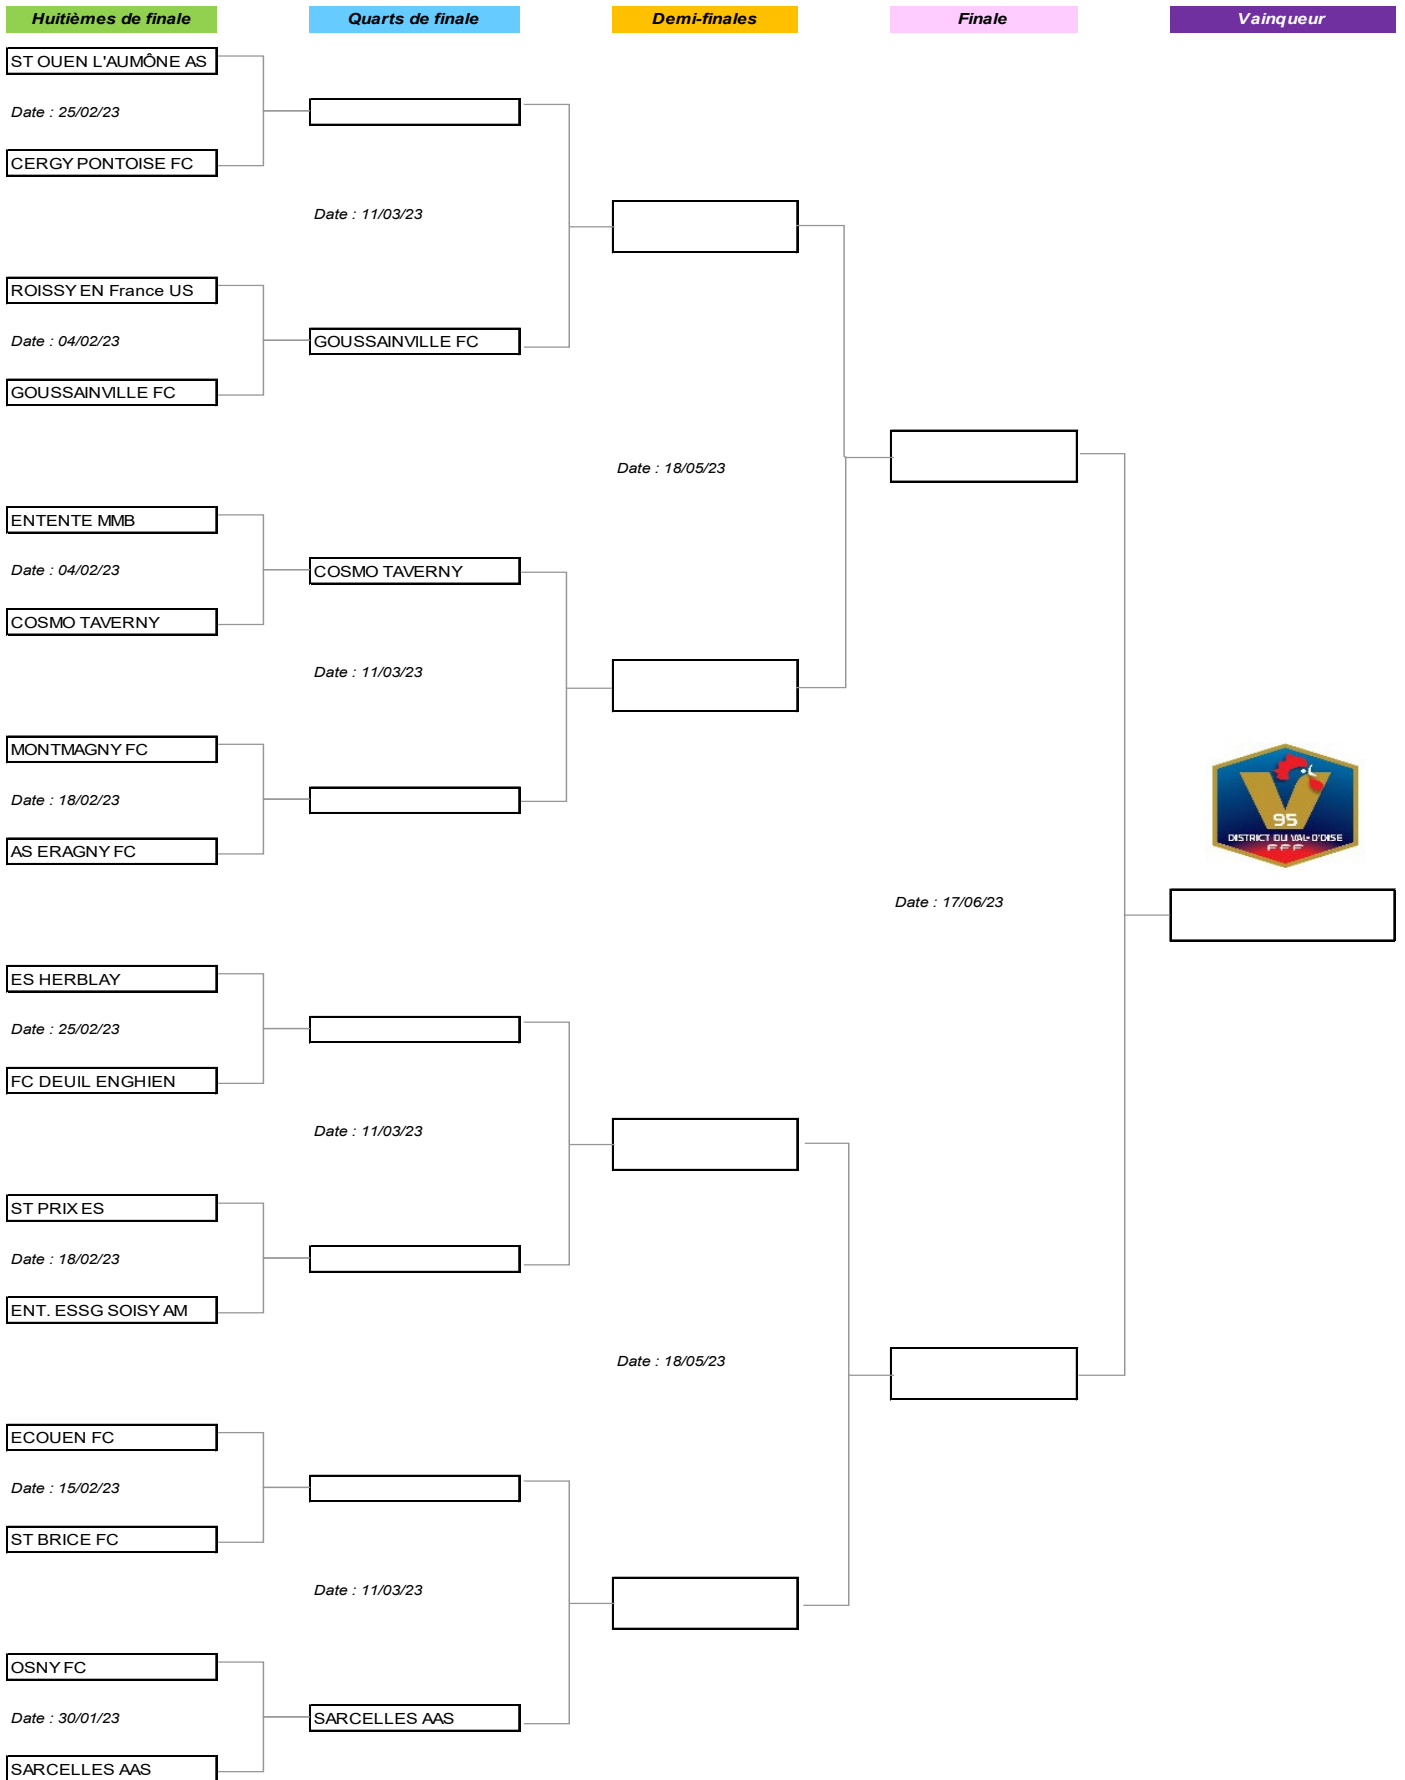 Huitièmes de finale
Quarts de finale
Demi-finales
Finale
Vainqueur
ST OUEN L'AUMÔNE AS
Date : 25/02/23
CERGY PONTOISE FC
Date : 11/03/23
ROISSY EN France US
Date : 04/02/23
GOUSSAINVILLE FC
GOUSSAINVILLE FC
Date : 18/05/23
ENTENTE MMB
Date : 04/02/23
COSMO TAVERNY
COSMO TAVERNY
Date : 11/03/23
MONTMAGNY FC
Date : 18/02/23
AS ERAGNY FC
V
95
DISTRICT DU VAL-D'OISE
FFF
Date : 17/06/23
ES HERBLAY
Date : 25/02/23
FC DEUIL ENGHIEN
Date : 11/03/23
ST PRIX ES
Date : 18/02/23
ENT. ESSG SOISY AM
Date : 18/05/23
ECOUEN FC
Date : 15/02/23
ST BRICE FC
Date : 11/03/23
OSNY FC
Date : 30/01/23
SARCELLES AAS
SARCELLES AAS